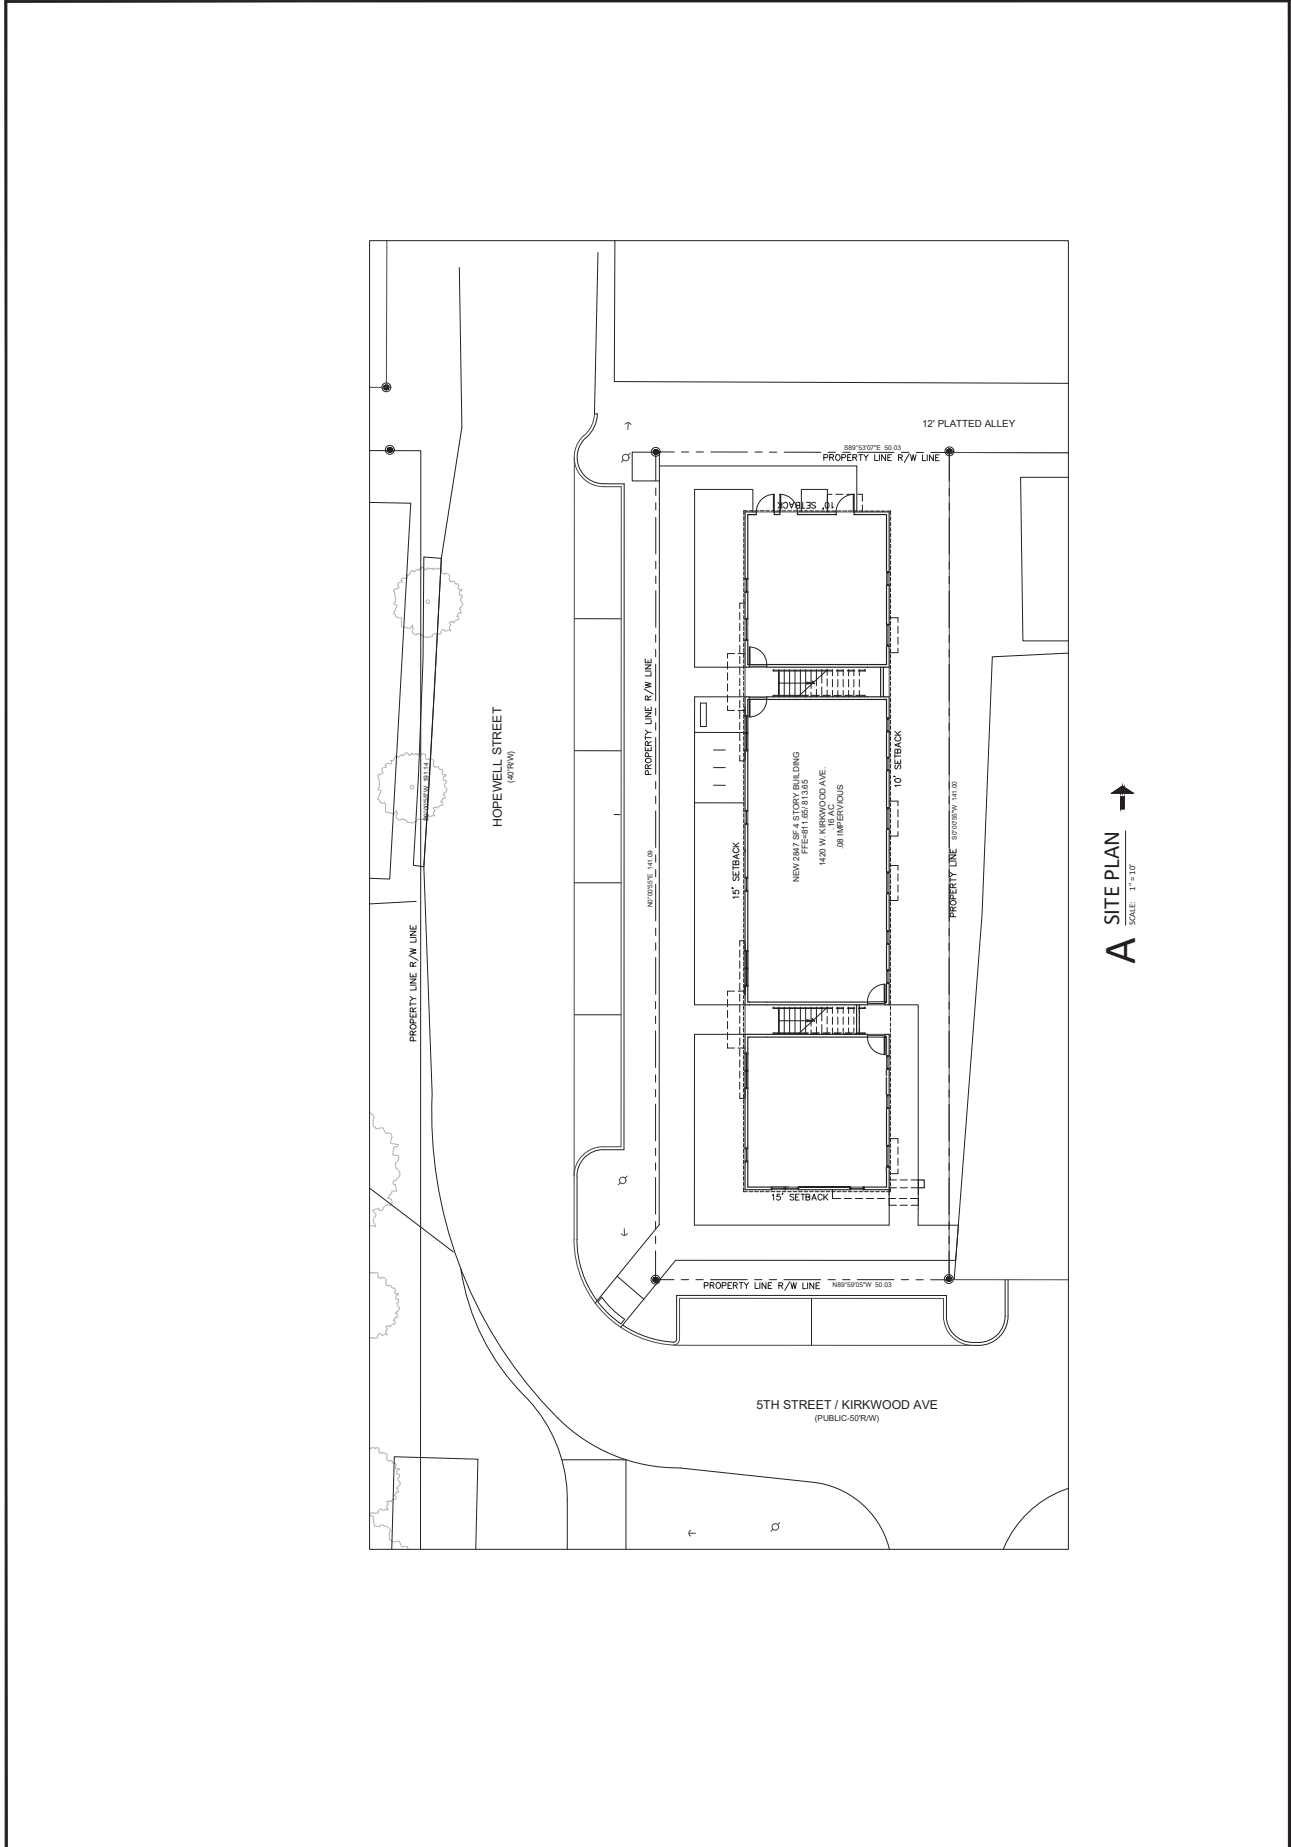 12' PLATTED ALLEY
S89°53'07"E 50.03
PROPERTY LINE R/W LINE
10' SETBACK
HOPEWELL STREET
(40'R/W)
PROPERTY LINE R/W LINE
N0°00'55"E 141.09
15' SETBACK
NEW 2847 SF 4 STORY BUILDING
FFE=811.65/ 813.65
1420 W. KIRKWOOD AVE.
.16 AC
.08 IMPERVIOUS
10' SETBACK
PROPERTY LINE
141.00
PROPERTY LINE R/W LINE
191.14
15' SETBACK
PROPERTY LINE R/W LINE
N89°59'05"W 50.03
5TH STREET / KIRKWOOD AVE
(PUBLIC-50'R/W)
A SITE PLAN
SCALE: 1" = 10'